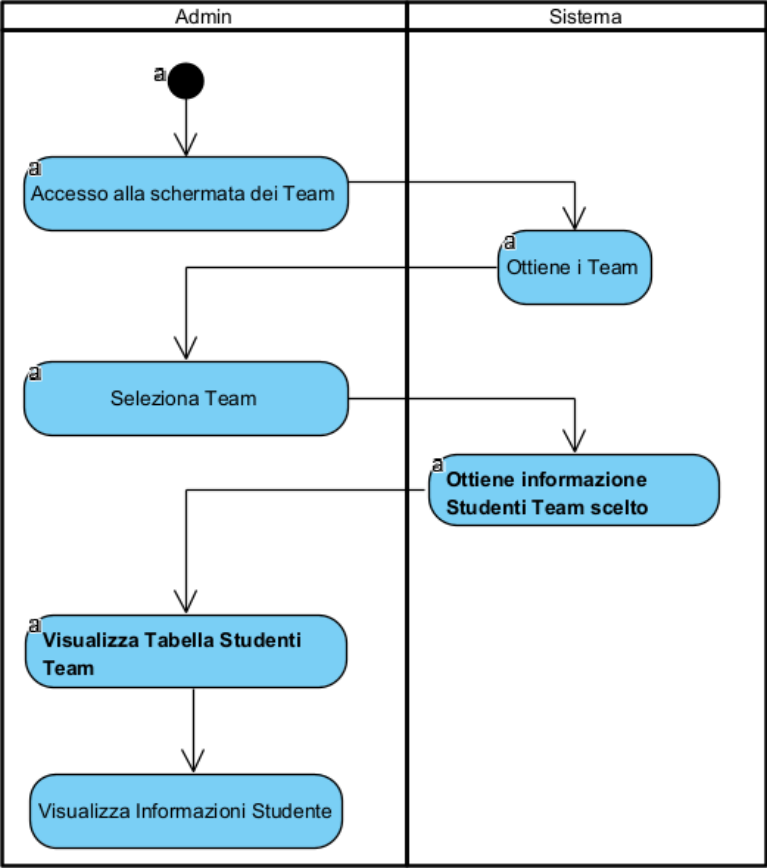 Admin
Sistema
a
a
Accesso alla schermata dei Team
a
Ottiene i Team
a
Seleziona Team
a
Ottiene informazione
Studenti Team scelto
a
Visualizza Tabella Studenti
Team
Visualizza Informazioni Studente